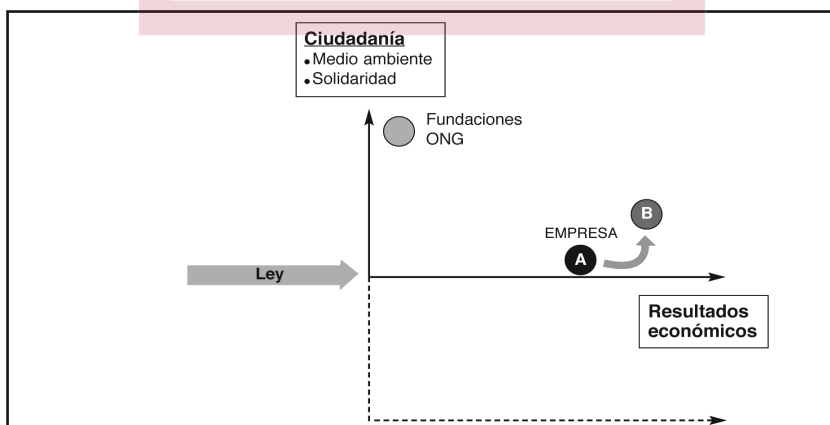 Ciudadanía
•Medio ambiente
•Solidaridad
Fundaciones
ONG
B
EMPRESA
A
Ley
Resultados
económicos